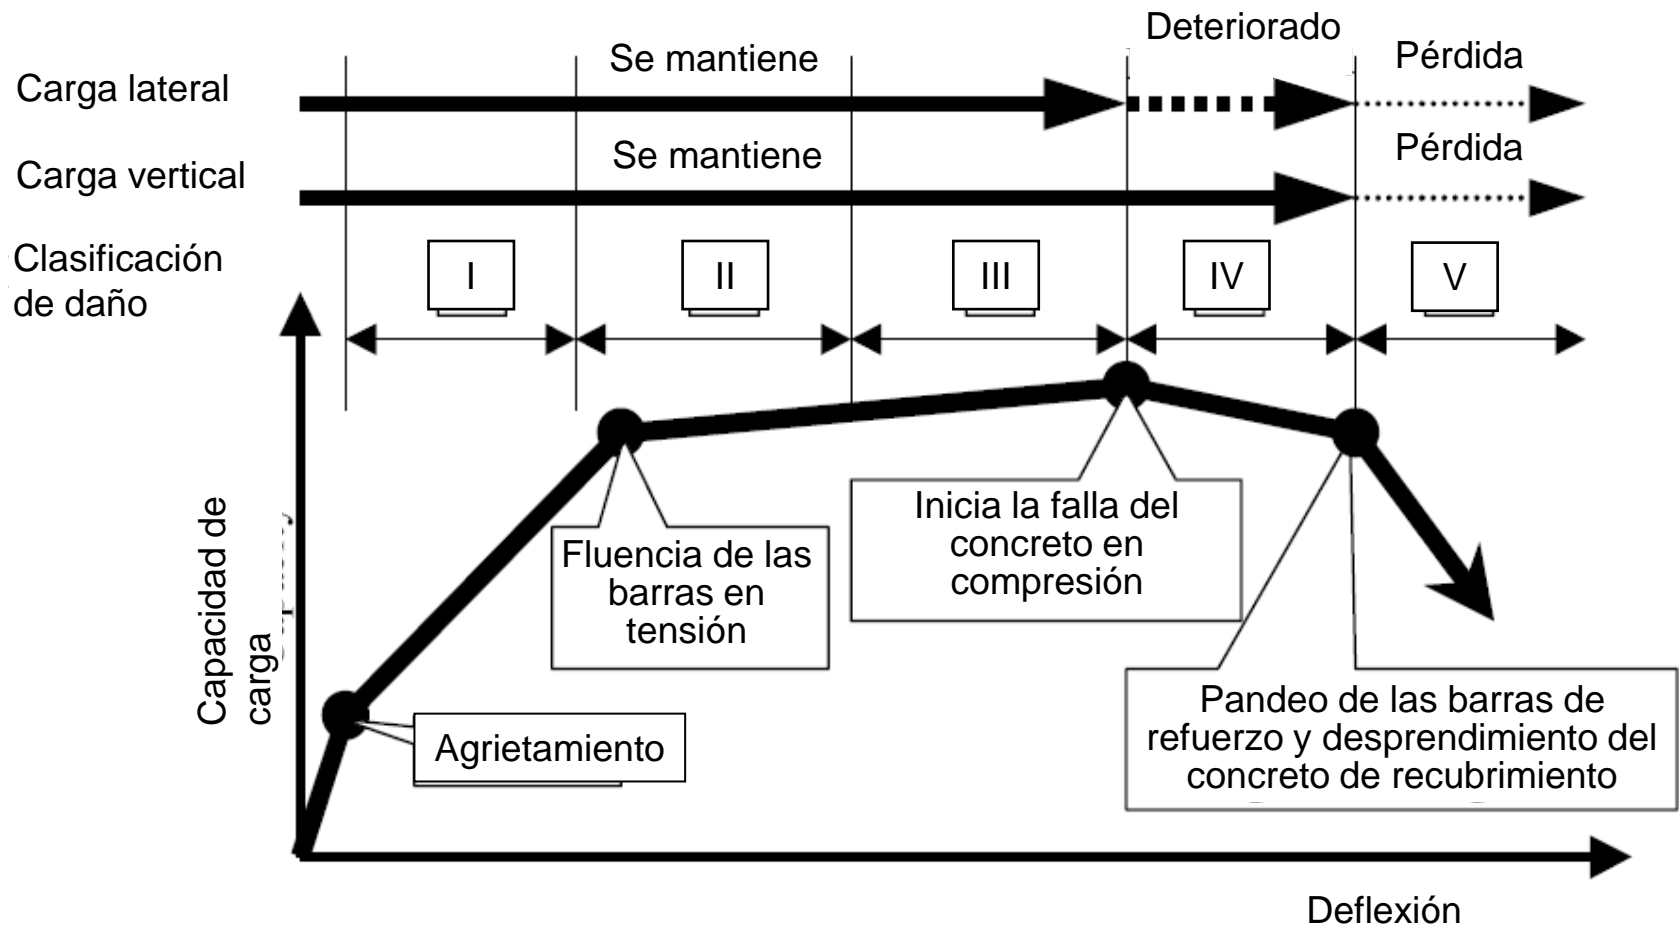 Deteriorado
Se mantiene
Pérdida
Carga lateral
Se mantiene
Pérdida
Carga vertical
Clasificación
de daño
I
II
III
IV
V
Inicia la falla del
concreto en
compresión
Fluencia de las
barras en
tensión
Capacidad de
carga
Pandeo de las barras de
refuerzo y desprendimiento del
concreto de recubrimiento
Agrietamiento
Deflexión